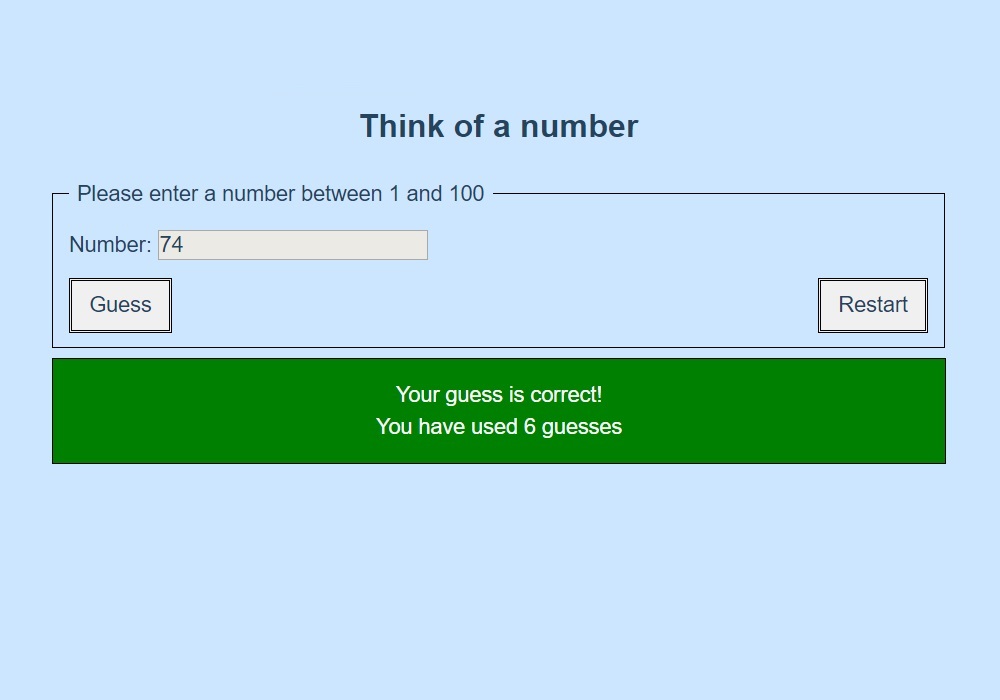 Think of a number
Please enter a number between 1 and 100
Number: 74
Guess Restart
Your guess is correct!
You have used 6 guesses